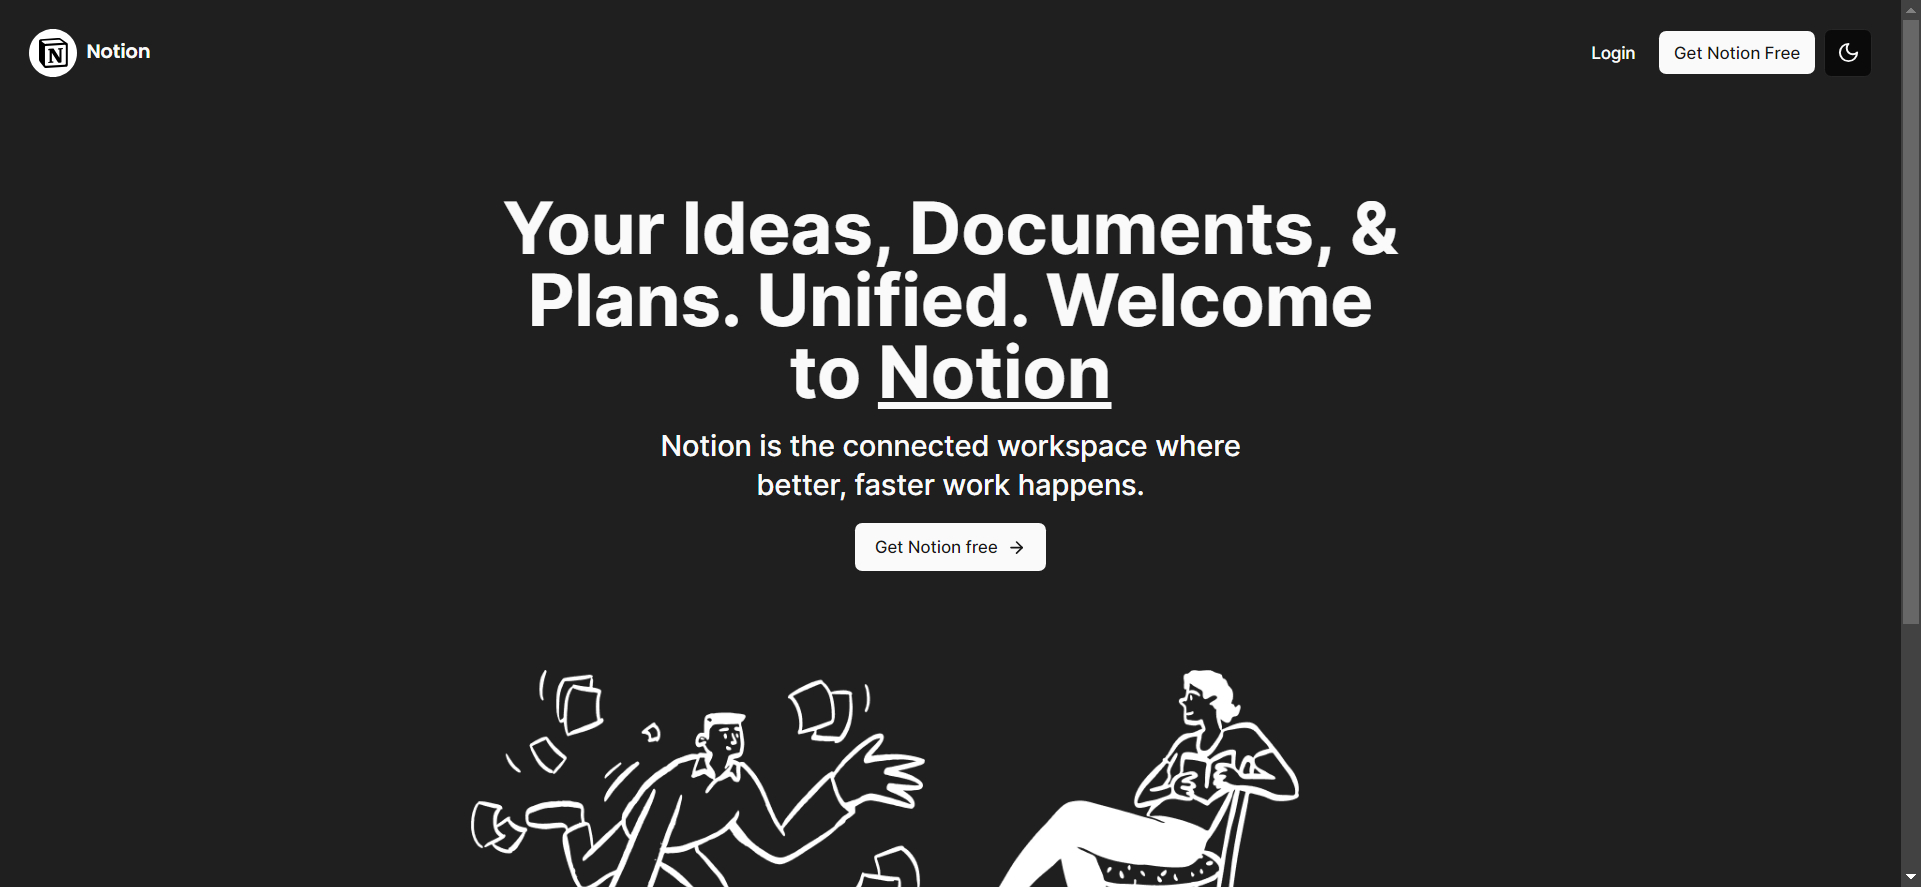 Notion
Login
Get Notion Free
Your Ideas, Documents, &
Plans. Unified. Welcome
to Notion
Notion is the connected workspace where
better, faster work happens.
Get Notion free